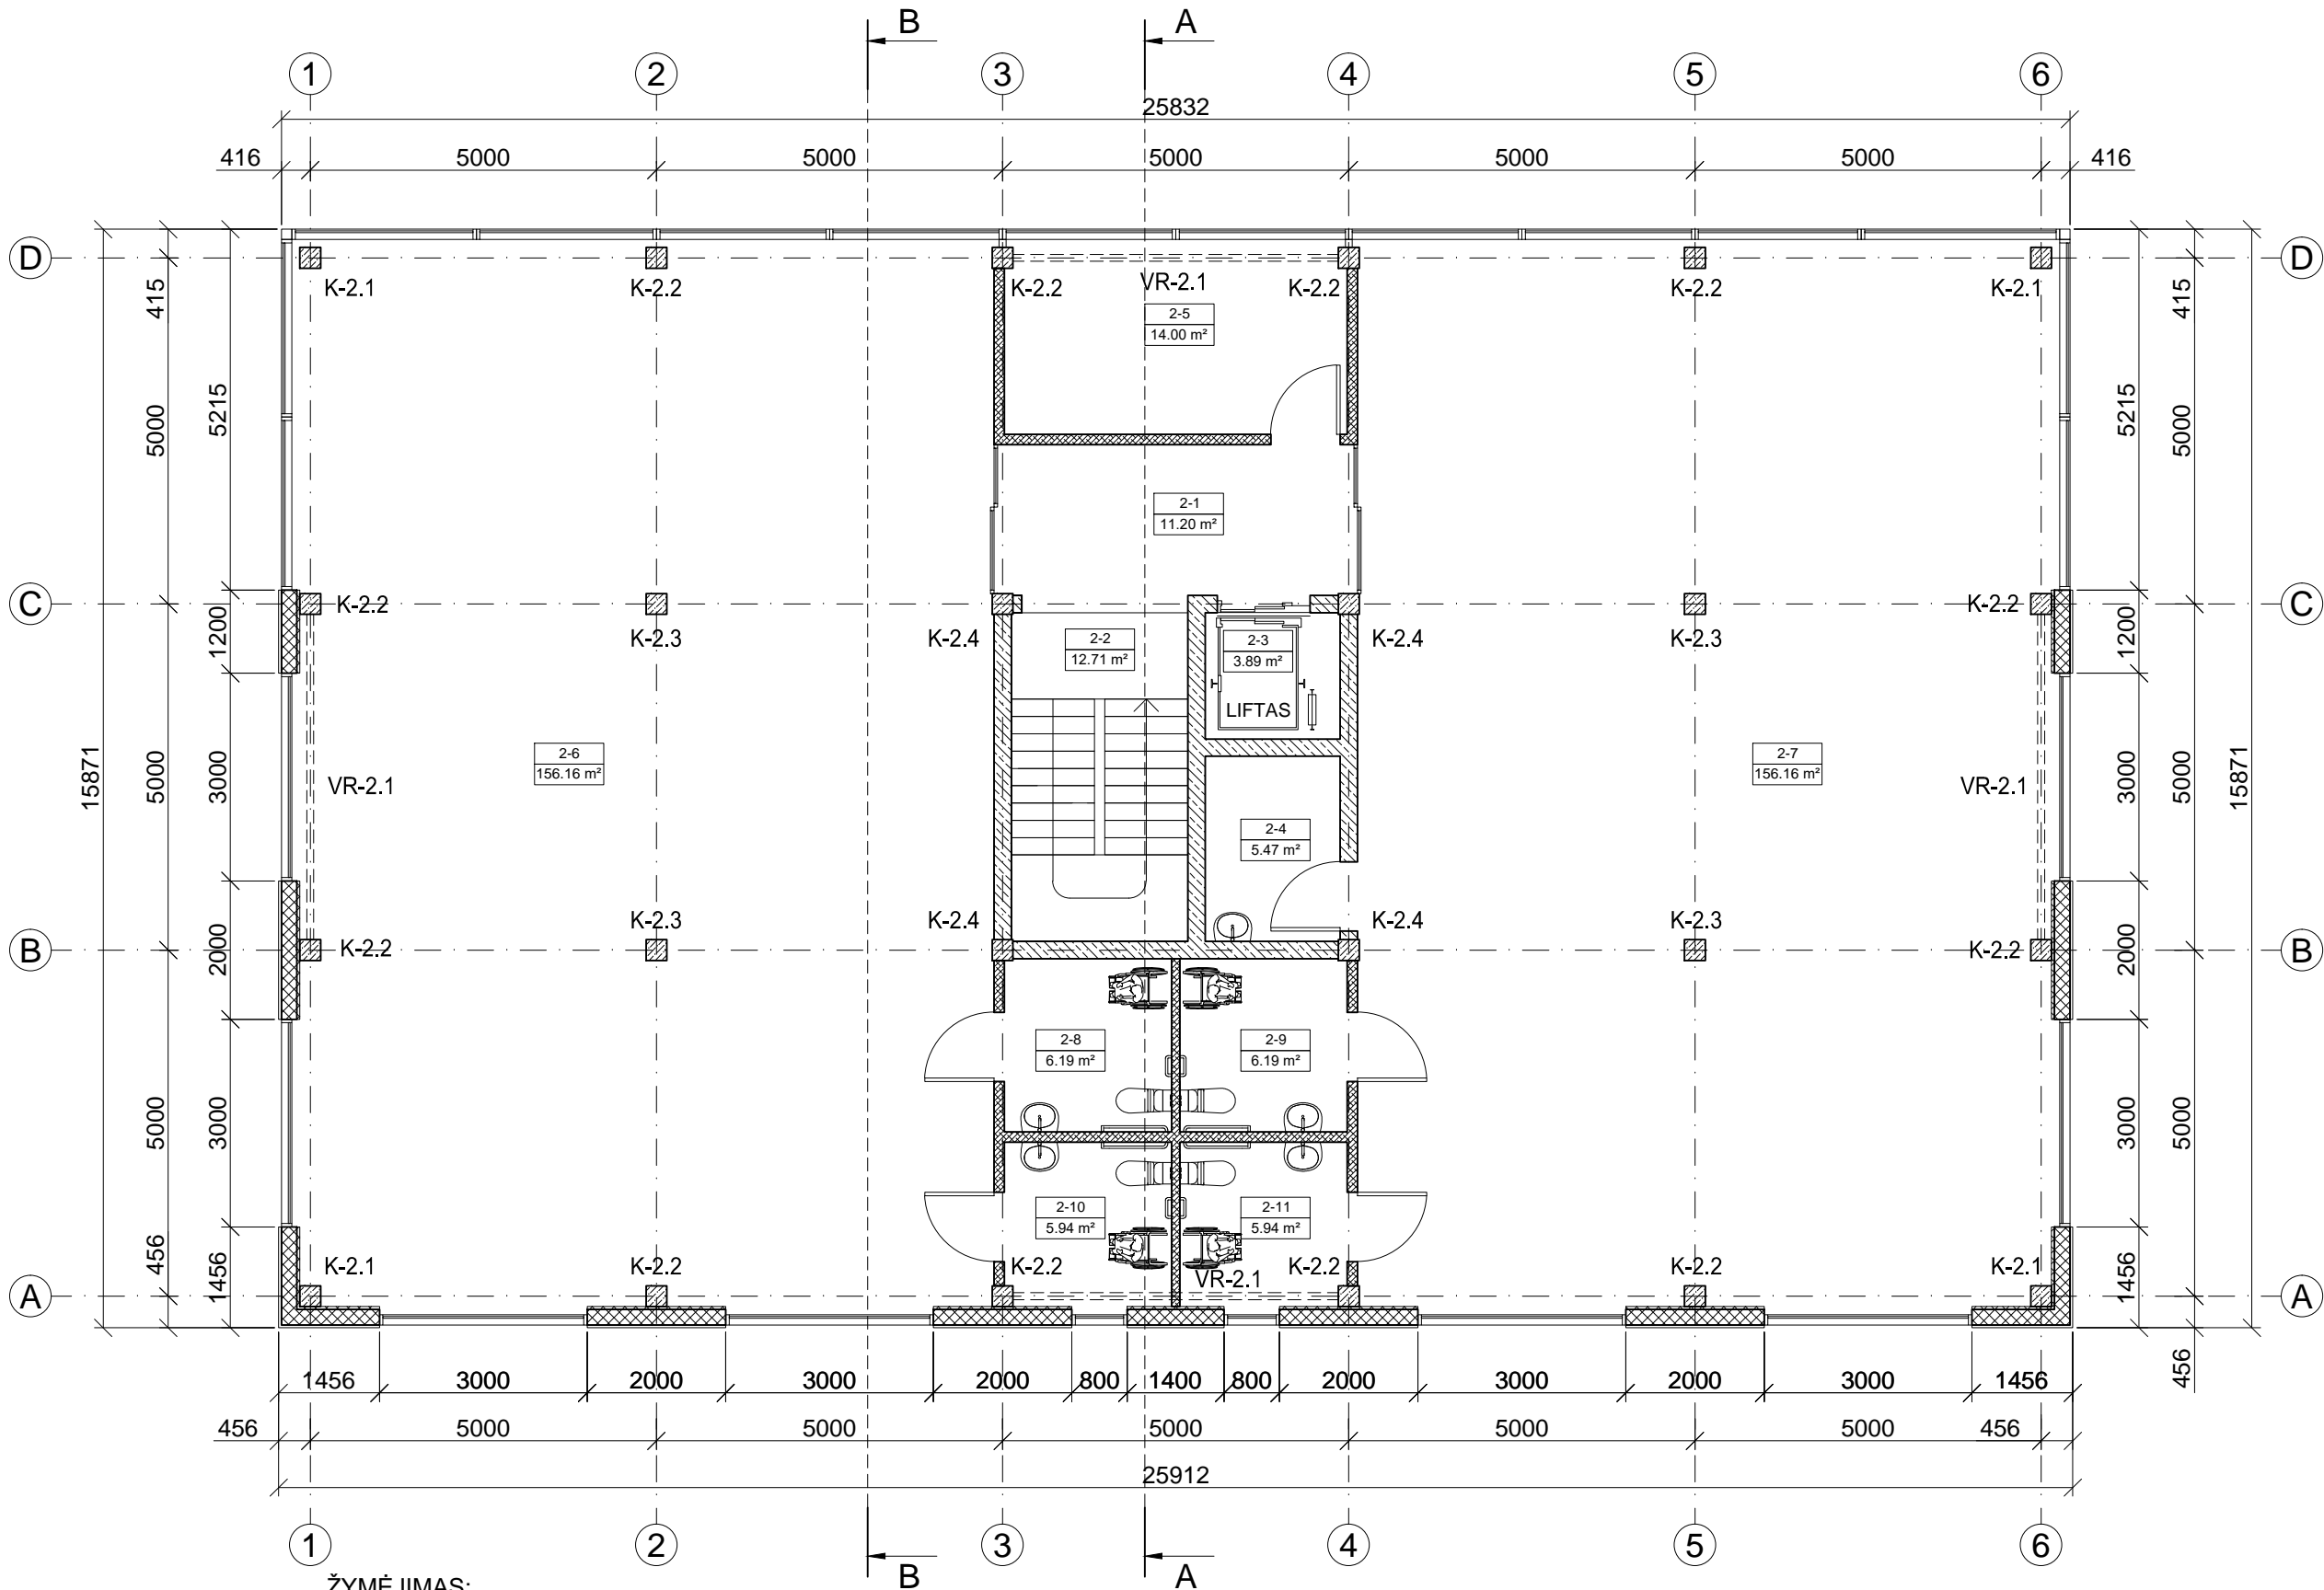 B A
1 2 3 4 5 6
25832
416 5000 5000 5000 5000 5000 416
D D
K-2.1 K-2.2 K-2.2 VR-2.1 K-2.2 K-2.2 K-2.1
2-5
14.00 m²
415 5000 5215
5215 5000 415
2-1
11.20 m²
C C
K-2.2 K-2.3 K-2.4 K-2.4 K-2.3 K-2.2
2-2
12.71 m²
2-3
3.89 m²
LIFTAS
1200 1200
2-6
156.16 m²
2-7
156.16 m²
15871 5000 3000 VR-2.1
VR-2.1 3000 5000 15871
2-4
5.47 m²
K-2.3 K-2.4 K-2.4 K-2.3
B B
K-2.2 K-2.2
2000 2000
2-8
6.19 m²
2-9
6.19 m²
5000 3000
3000 5000
2-10
5.94 m²
2-11
5.94 m²
456 1456
1456 456
K-2.1 K-2.2 K-2.2 VR-2.1 K-2.2 K-2.2 K-2.1
A A
1456 3000 2000 3000 2000 800 1400 800 2000 3000 2000 3000 1456
456 5000 5000 5000 5000 5000 456
25912
1 2 3 4 5 6
B A
ŽYMĖJIMAS: